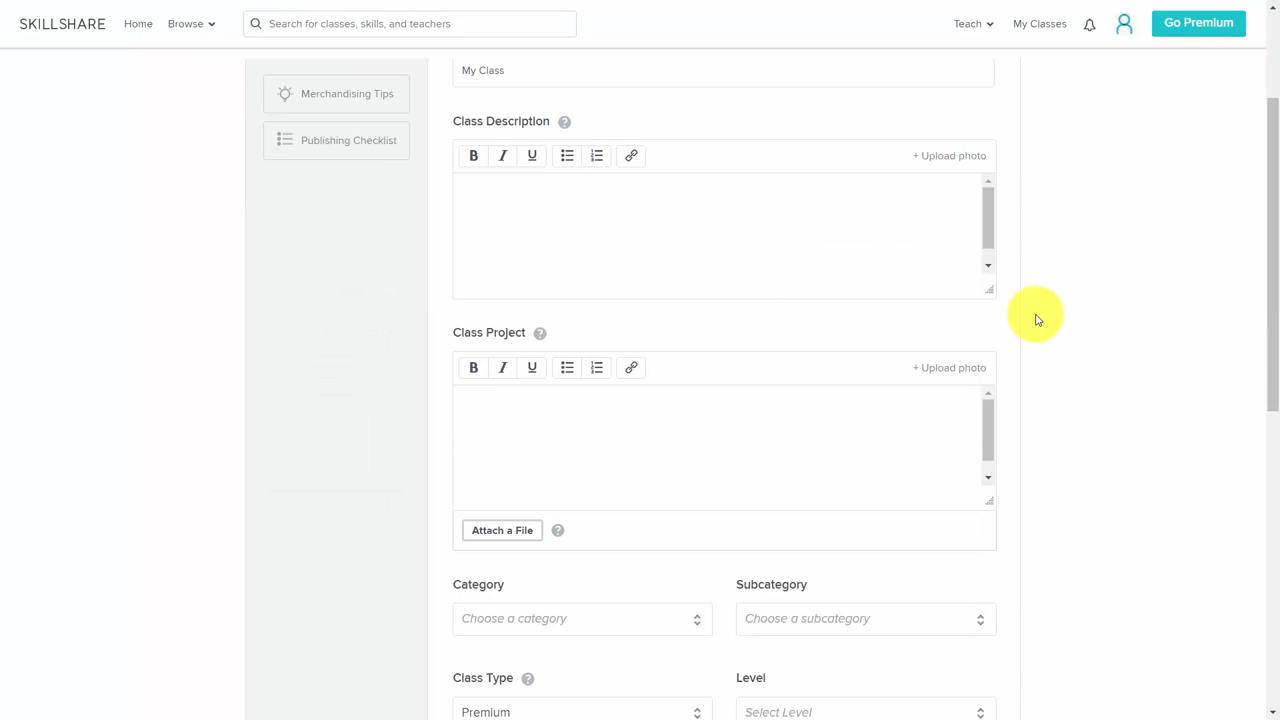 SKILLSHARE Home Browse Search for classes, skills, and teachers Teach My Classes Go Premium
Merchandising Tips
Publishing Checklist
My Class
Class Description ?
B I U + Upload photo
Class Project ?
B I U + Upload photo
Attach a File ?
Category Subcategory
Choose a category Choose a subcategory
Class Type ? Level
Premium Select Level